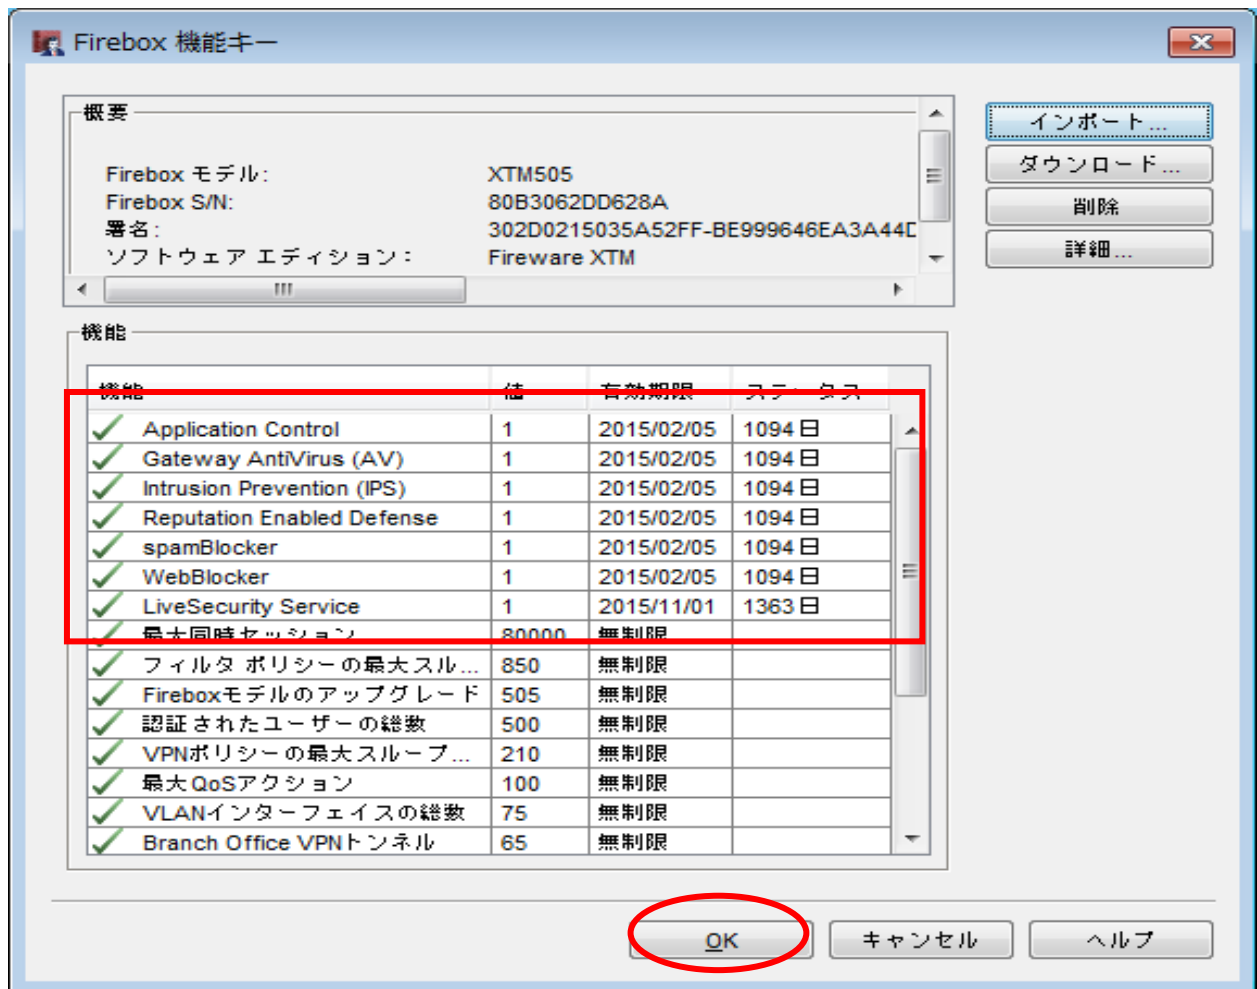 Firebox 機能キー
概要
Firebox モデル: XTM505
Firebox S/N: 80B3062DD628A
署名: 302D0215035A52FF-BE999646EA3A44D
ソフトウェア エディション: Fireware XTM
インポート...
ダウンロード...
削除
詳細...
機能
機能 値 有効期限 ステータス
Application Control 1 2015/02/05 1094日
Gateway AntiVirus (AV) 1 2015/02/05 1094日
Intrusion Prevention (IPS) 1 2015/02/05 1094日
Reputation Enabled Defense 1 2015/02/05 1094日
spamBlocker 1 2015/02/05 1094日
WebBlocker 1 2015/02/05 1094日
LiveSecurity Service 1 2015/11/01 1363日
最大同時セッション 80000 無制限
フィルタ ポリシーの最大スル... 850 無制限
Fireboxモデルのアップグレード 505 無制限
認証されたユーザーの総数 500 無制限
VPNポリシーの最大スループ... 210 無制限
最大QoSアクション 100 無制限
VLANインターフェイスの総数 75 無制限
Branch Office VPNトンネル 65 無制限
OK キャンセル ヘルプ